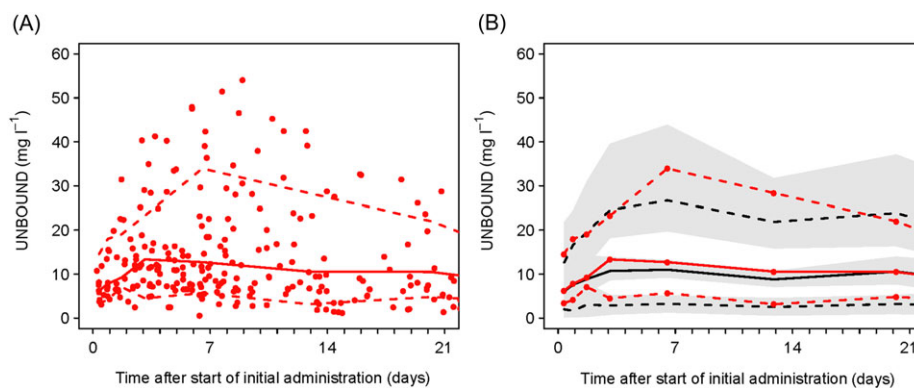 (A)
60
50
40
30
20
10
0
UNBOUND (mg l⁻¹)
0 7 14 21
Time after start of initial administration (days)
(B)
60
50
40
30
20
10
0
UNBOUND (mg l⁻¹)
0 7 14 21
Time after start of initial administration (days)